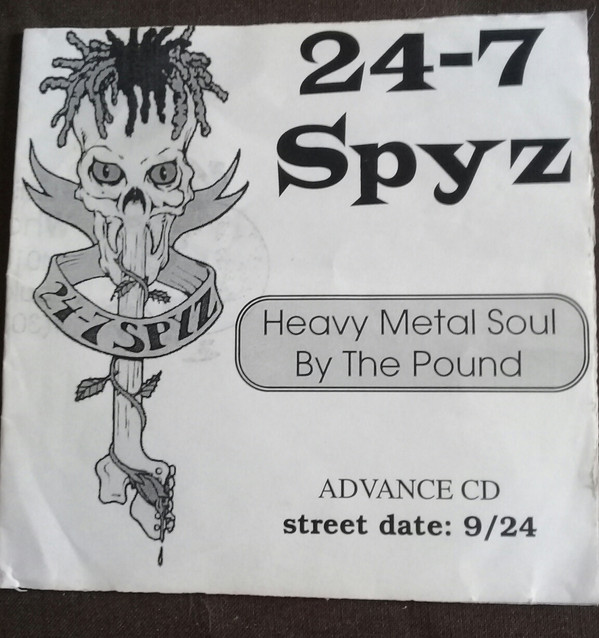 24-7
Spyz
24-7 SPYZ
Heavy Metal Soul
By The Pound
ADVANCE CD
street date: 9/24